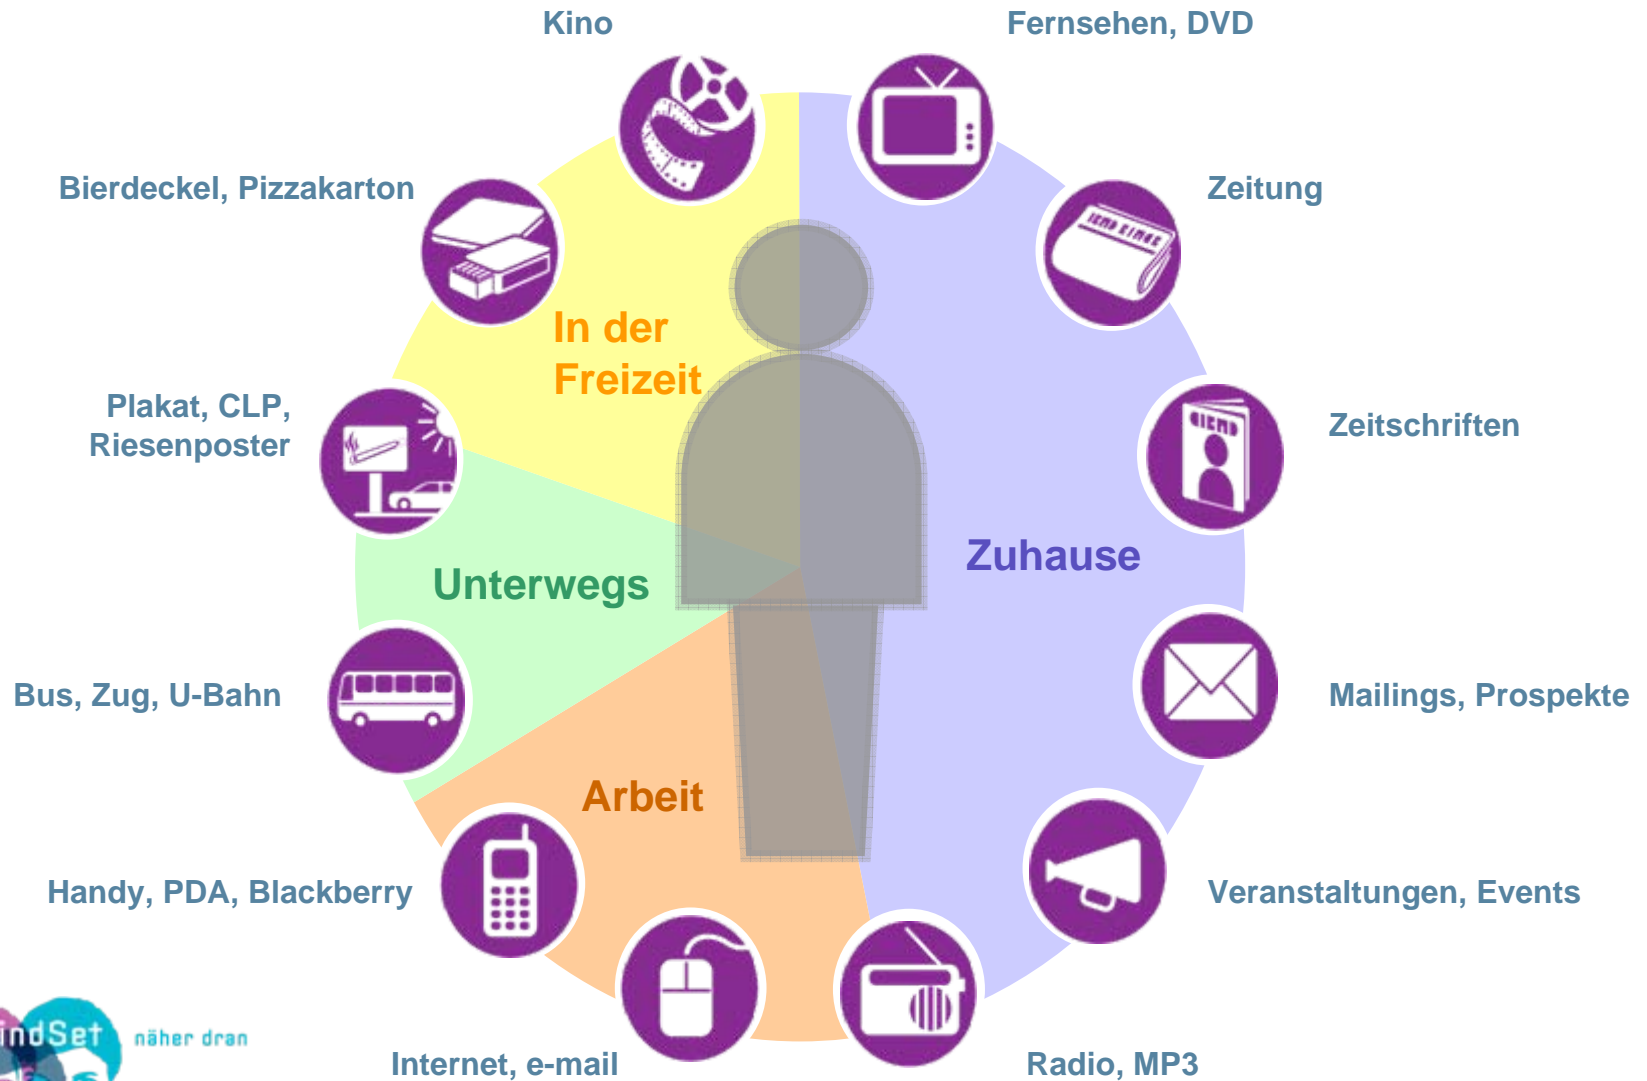 Kino
Fernsehen, DVD
Bierdeckel, Pizzakarton
Zeitung
In der
Freizeit
Plakat, CLP,
Riesenposter
Zeitschriften
Zuhause
Unterwegs
Bus, Zug, U-Bahn
Mailings, Prospekte
Arbeit
Handy, PDA, Blackberry
Veranstaltungen, Events
indSet näher dran
Internet, e-mail
Radio, MP3